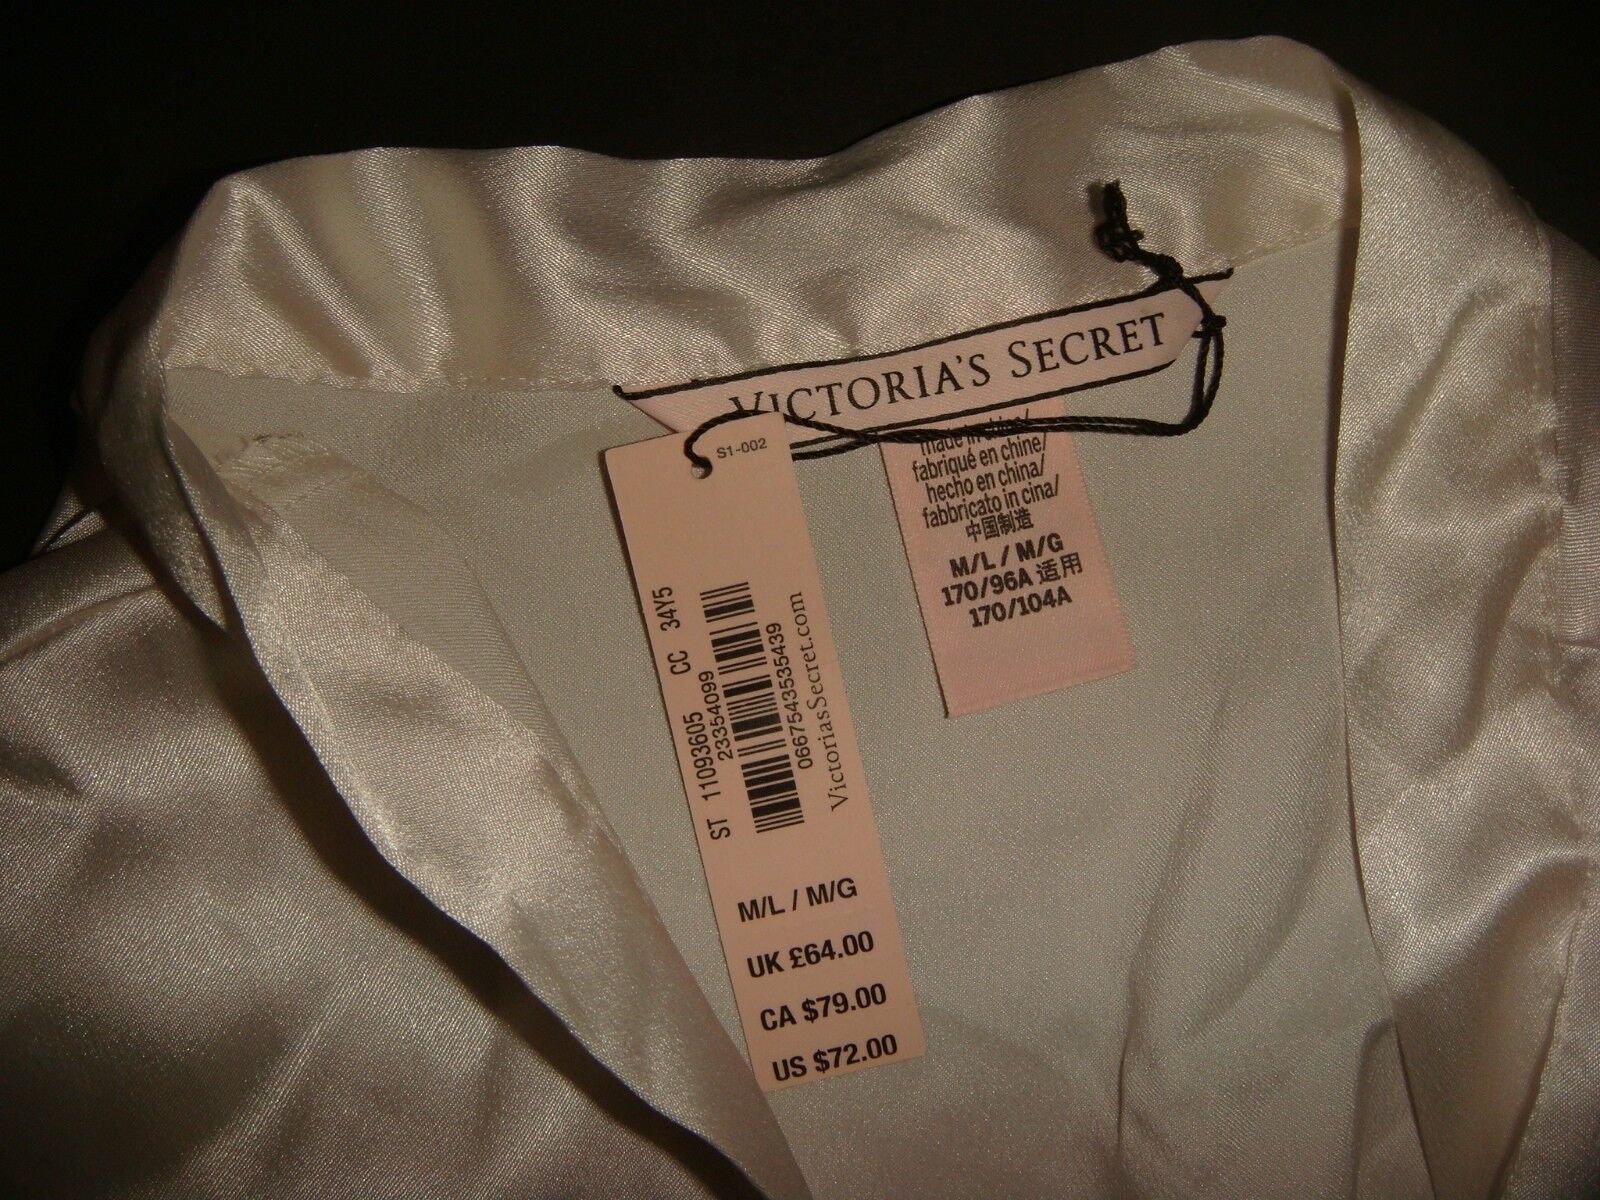 VICTORIA'S SECRET
S1-002
made in china/
fabriqué en chine/
hecho en china/
fabbricato in cina/
中国制造
M/L / M/G
170/96A 适用
170/104A
ST 11093605 CC 34Y5
23354099
0667543535439
VictoriasSecret.com
M/L / M/G
UK £64.00
CA $79.00
US $72.00